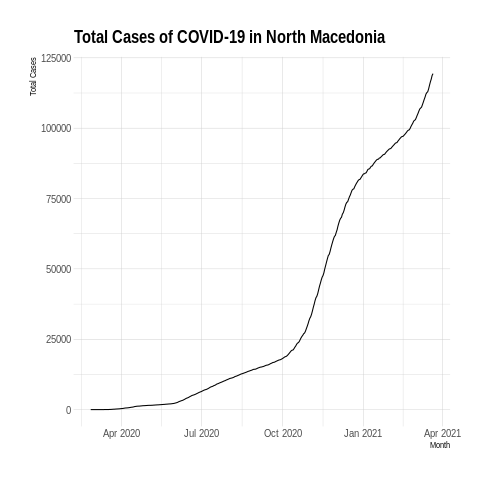 Total Cases of COVID-19 in North Macedonia
Total Cases
125000
100000
75000
50000
25000
0
Apr 2020 Jul 2020 Oct 2020 Jan 2021 Apr 2021
Month